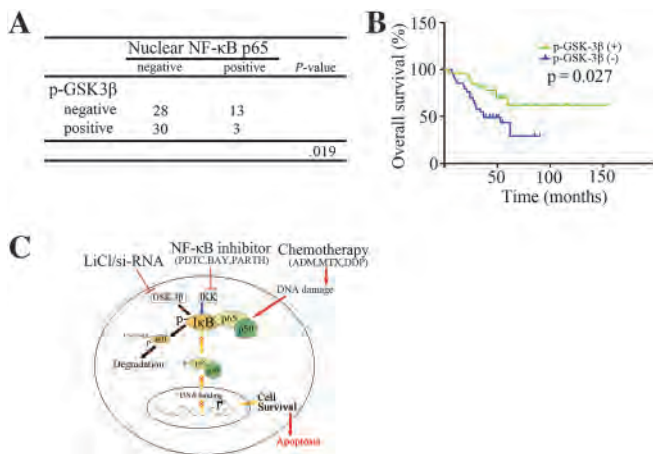 A
Nuclear NF-κB p65
negative positive P-value
p-GSK3β
negative 28 13
positive 30 3
.019
B
Overall survival (%)
150
100
50
0
50 100 150
Time (months)
p-GSK-3β (+)
p-GSK-3β (-)
p = 0.027
C
LiCl/si-RNA
NF-κB inhibitor
(PDTC,BAY,PARTH)
Chemotherapy
(ADM,MTX,DDP)
DNA damage
GSK-3β
IKK
p-
IκB
p65
p50
Degradation
DNA binding
Cell
Survival
Apoptosis